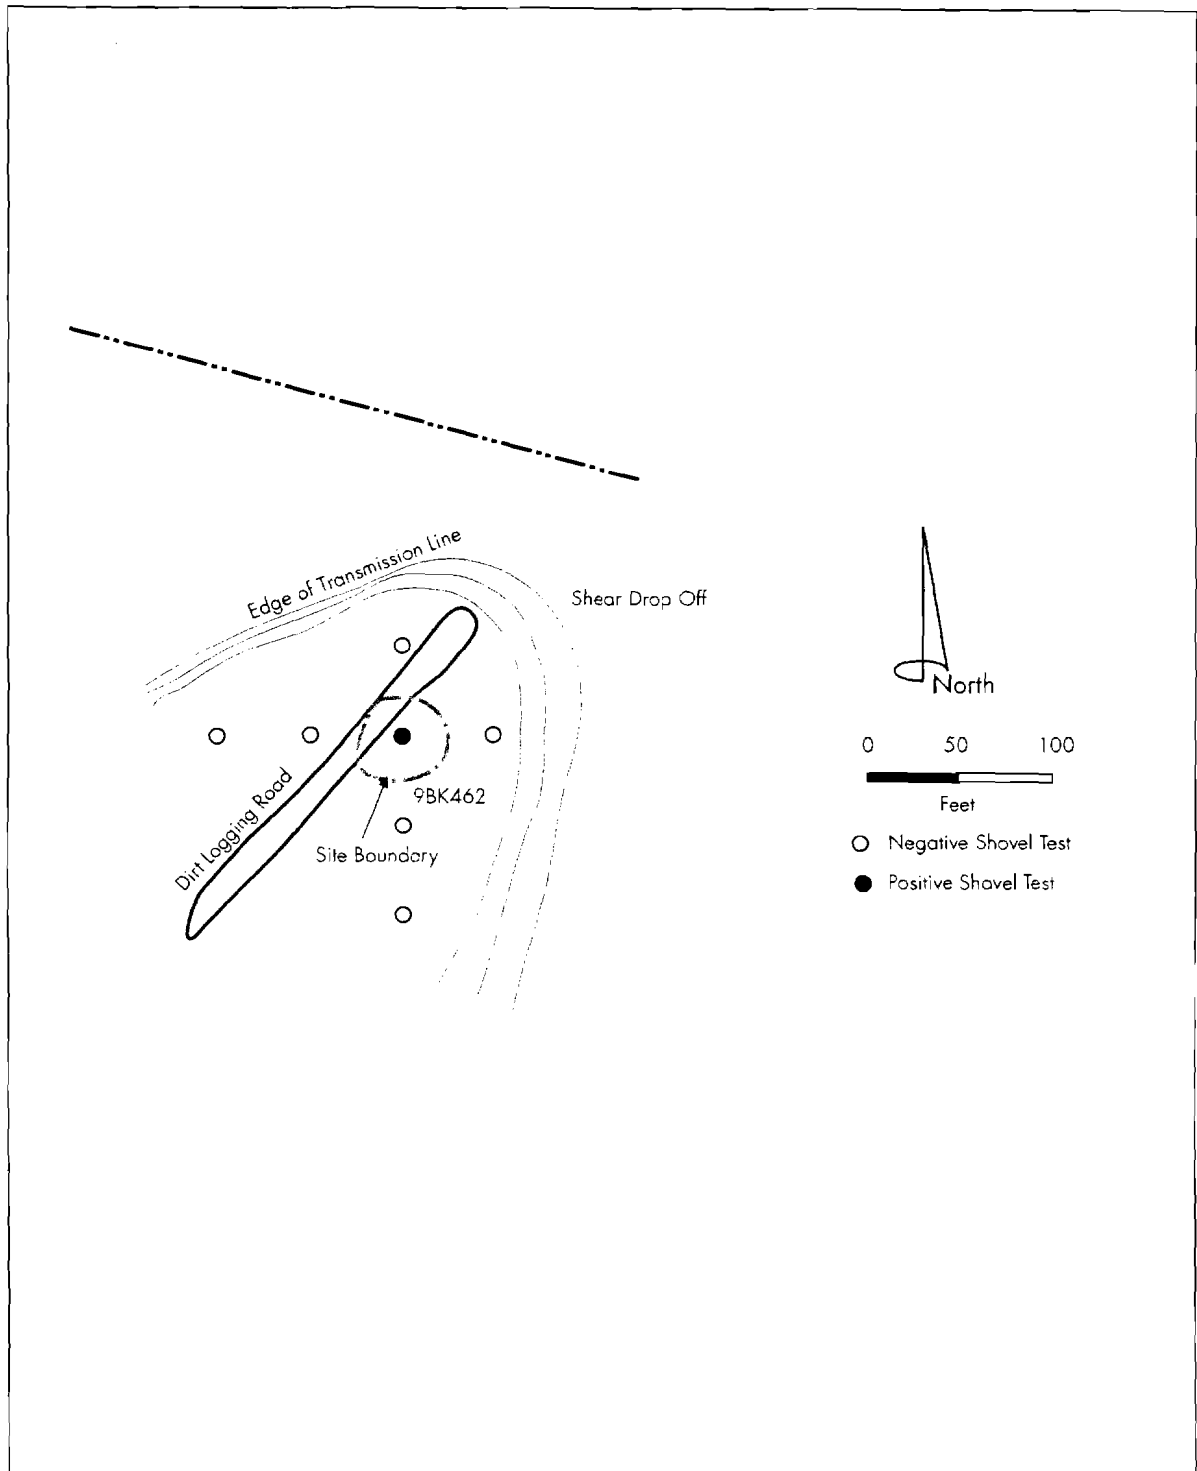 Edge of Transmission Line
Shear Drop Off
North
0 50 100
Feet
Dirt Logging Road
9BK462
Site Boundary
Negative Shovel Test
Positive Shavel Test